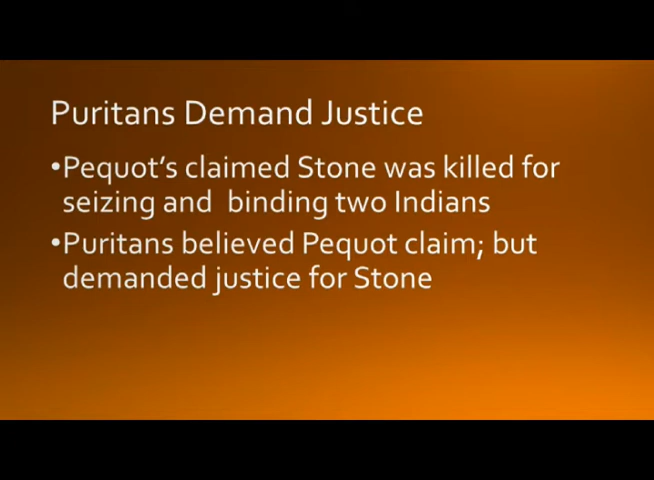 Puritans Demand Justice
•Pequot’s claimed Stone was killed for
seizing and  binding two Indians
•Puritans believed Pequot claim; but
demanded justice for Stone